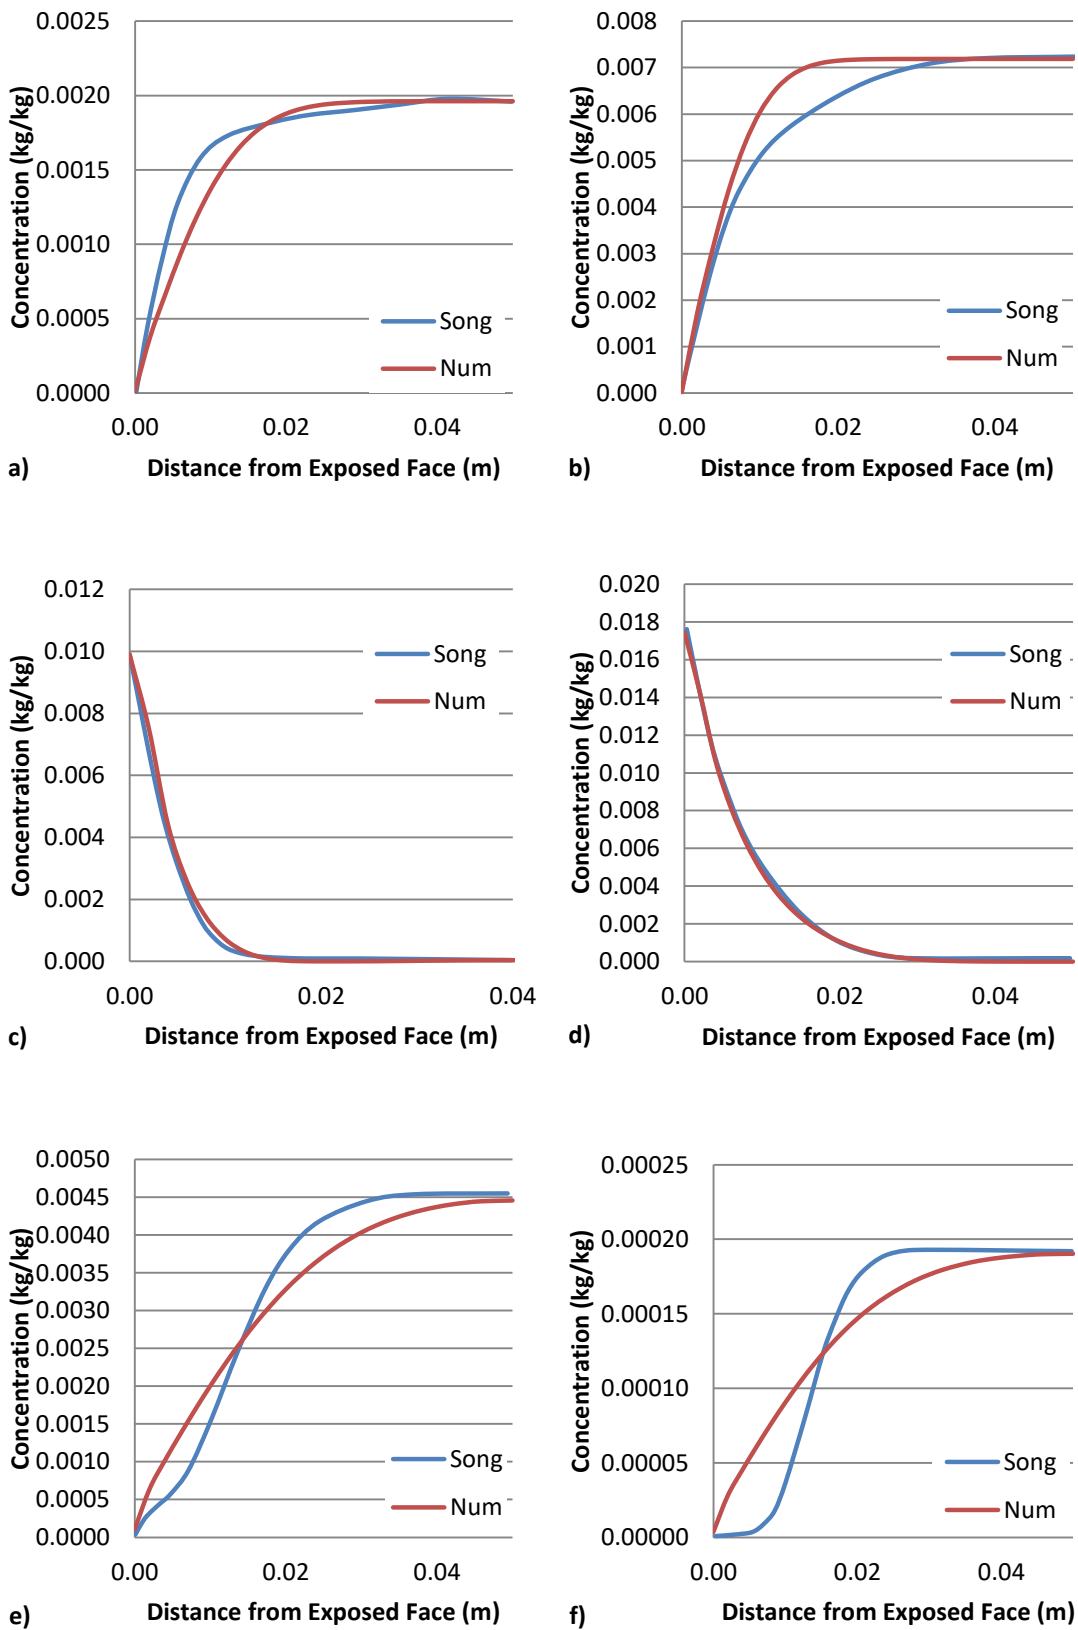 Concentration (kg/kg)
0.0025
0.0020
0.0015
0.0010
0.0005
0.0000
Song
Num
0.00 0.02 0.04
a) Distance from Exposed Face (m)
Concentration (kg/kg)
0.008
0.007
0.006
0.005
0.004
0.003
0.002
0.001
0.000
Song
Num
0.00 0.02 0.04
b) Distance from Exposed Face (m)
Concentration (kg/kg)
0.012
0.010
0.008
0.006
0.004
0.002
0.000
Song
Num
0.00 0.02 0.04
c) Distance from Exposed Face (m)
Concentration (kg/kg)
0.020
0.018
0.016
0.014
0.012
0.010
0.008
0.006
0.004
0.002
0.000
Song
Num
0.00 0.02 0.04
d) Distance from Exposed Face (m)
Concentration (kg/kg)
0.0050
0.0045
0.0040
0.0035
0.0030
0.0025
0.0020
0.0015
0.0010
0.0005
0.0000
Song
Num
0.00 0.02 0.04
e) Distance from Exposed Face (m)
Concentration (kg/kg)
0.00025
0.00020
0.00015
0.00010
0.00005
0.00000
Song
Num
0.00 0.02 0.04
f) Distance from Exposed Face (m)